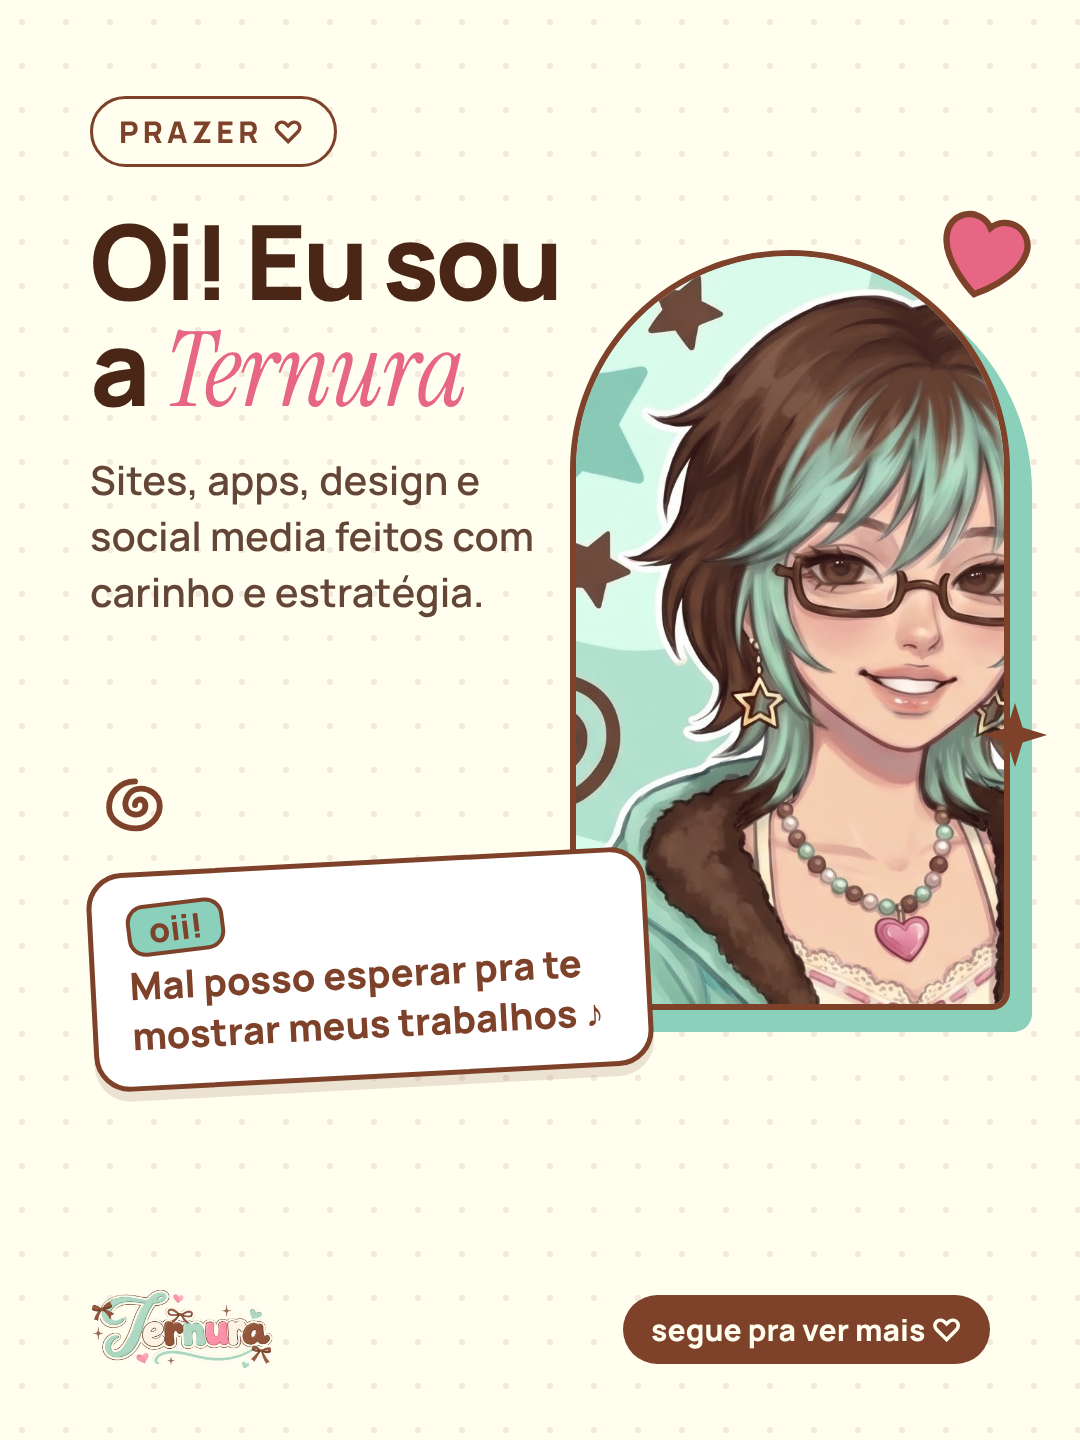 PRAZER ♡
Oi! Eu sou
a Ternura
Sites, apps, design e
social media feitos com
carinho e estratégia.
oii!
Mal posso esperar pra te
mostrar meus trabalhos ♪
Ternura
segue pra ver mais ♡